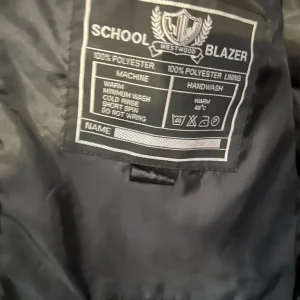 SCHOOL BLAZER
WESTWOOD
100% POLYESTER. 100% POLYESTER LINING
MACHINE
WARM
MINIMUM WASH
COLD RINSE
SHORT SPIN
DO NOT WRING
HANDWASH
WARM
40°C
40
NAME